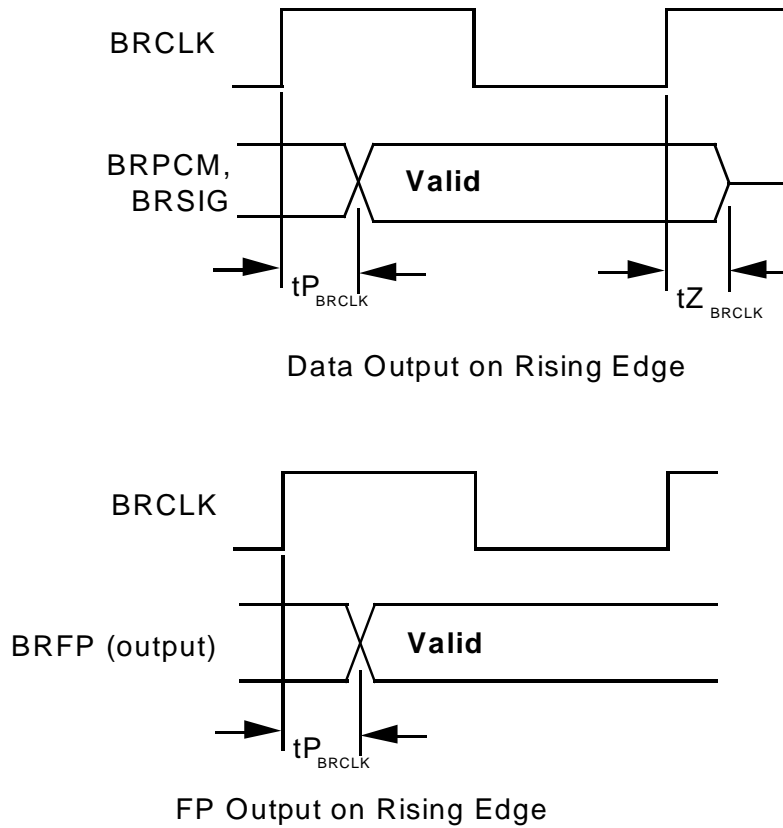 BRCLK
BRPCM,
BRSIG
Valid
tP BRCLK
tZ BRCLK
Data Output on Rising Edge
BRCLK
BRFP (output)
Valid
tP BRCLK
FP Output on Rising Edge